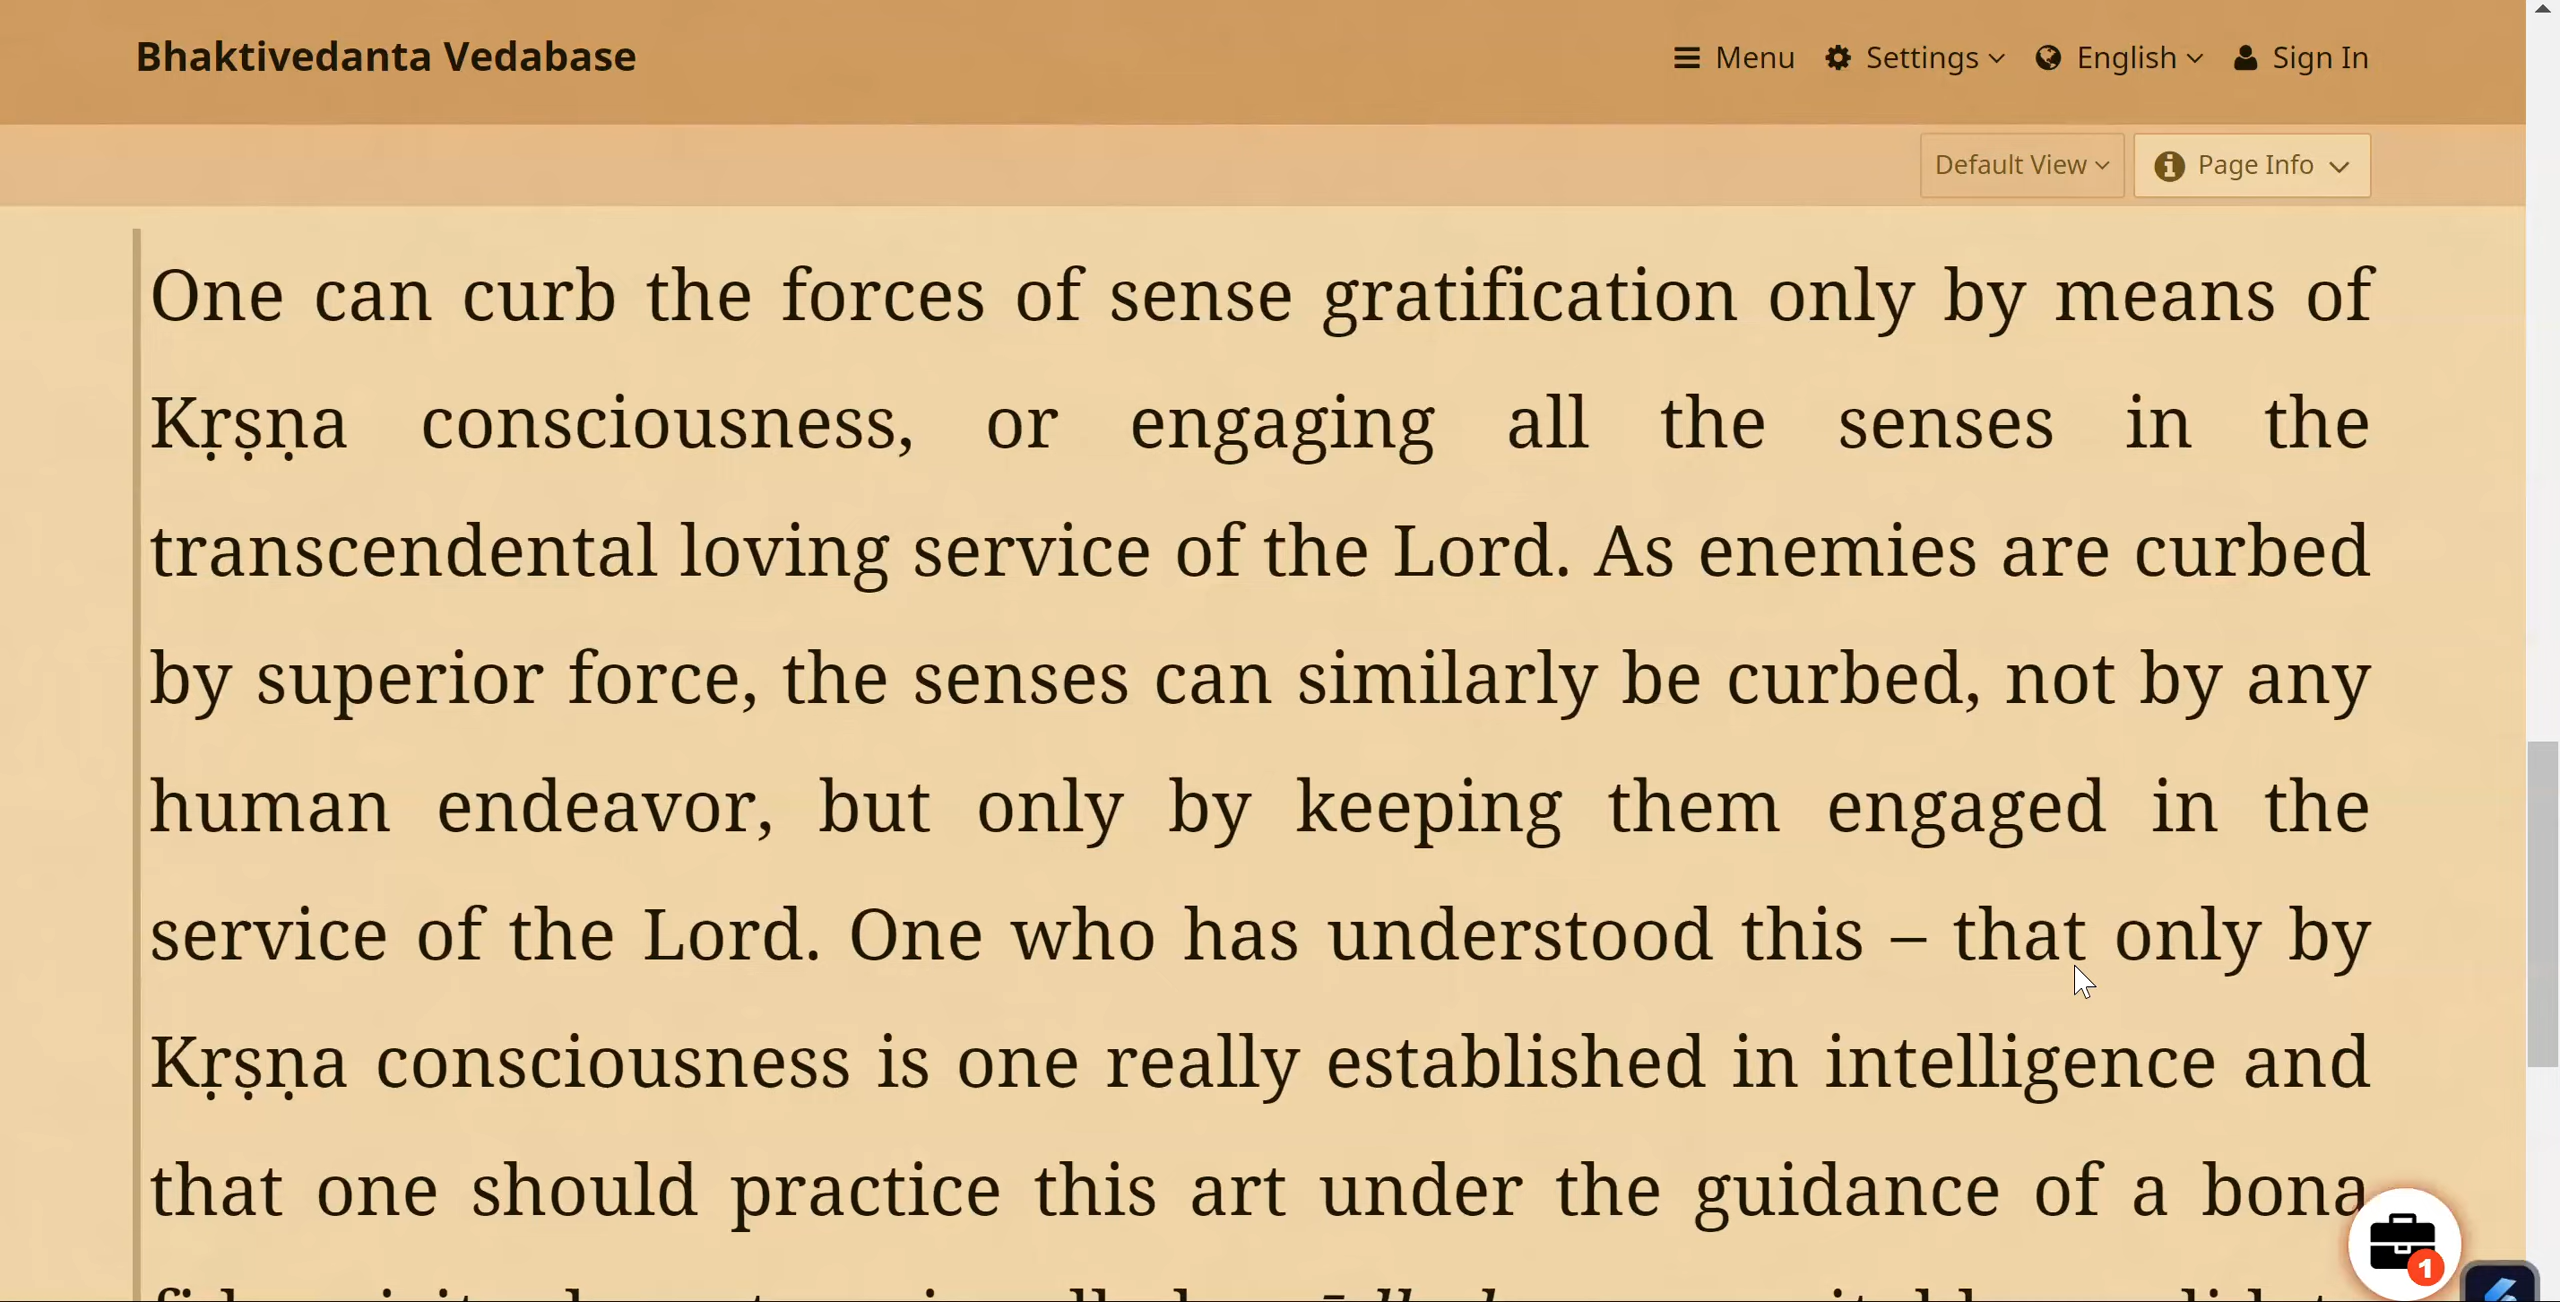 Bhaktivedanta Vedabase
Menu Settings English Sign In
Default View Page Info
One can curb the forces of sense gratification only by means of
Kṛṣṇa consciousness, or engaging all the senses in the
transcendental loving service of the Lord. As enemies are curbed
by superior force, the senses can similarly be curbed, not by any
human endeavor, but only by keeping them engaged in the
service of the Lord. One who has understood this – that only by
Kṛṣṇa consciousness is one really established in intelligence and
that one should practice this art under the guidance of a bona
1